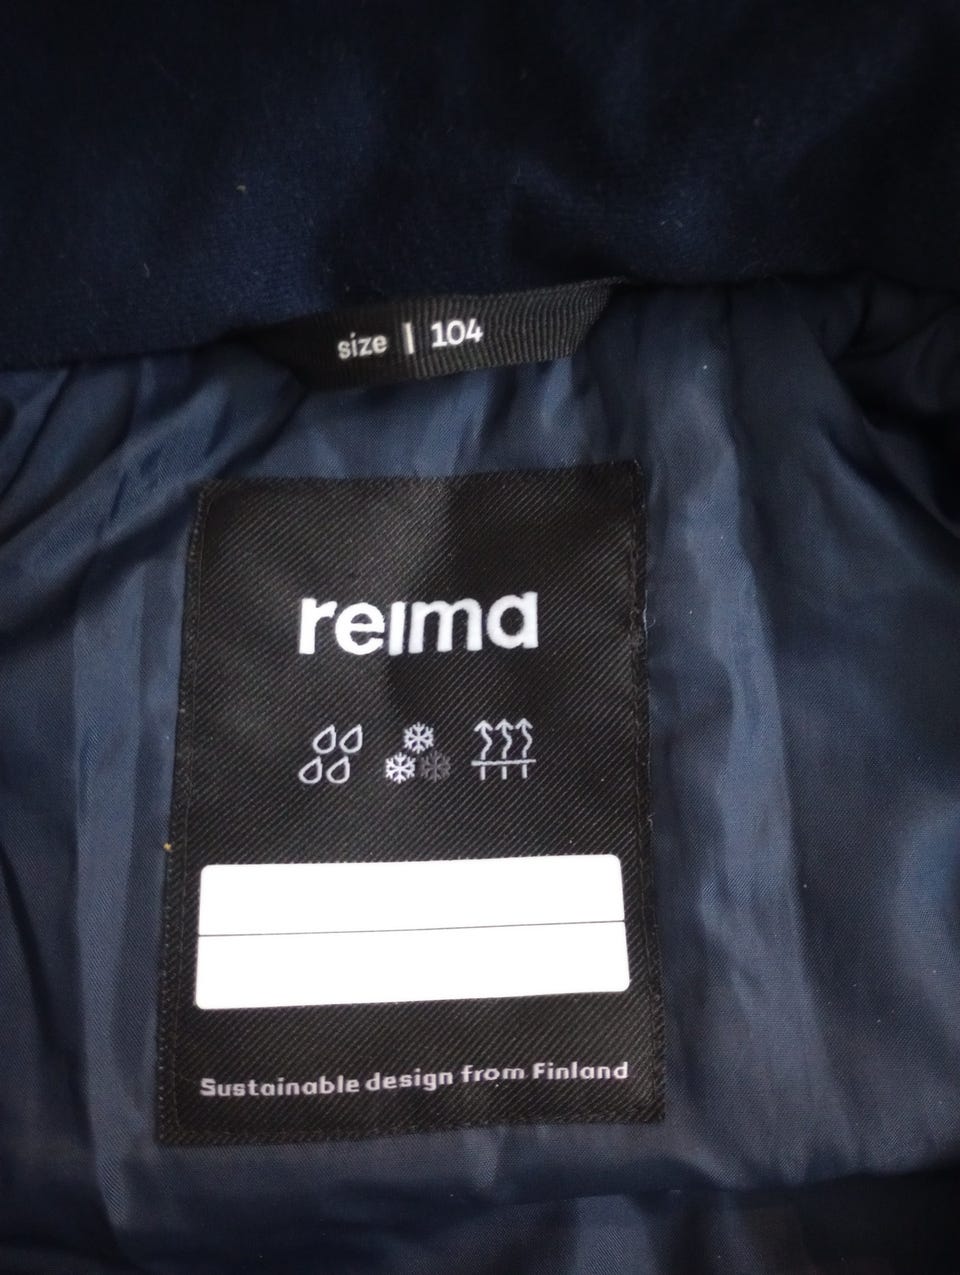 size | 104
reima
Sustainable design from Finland